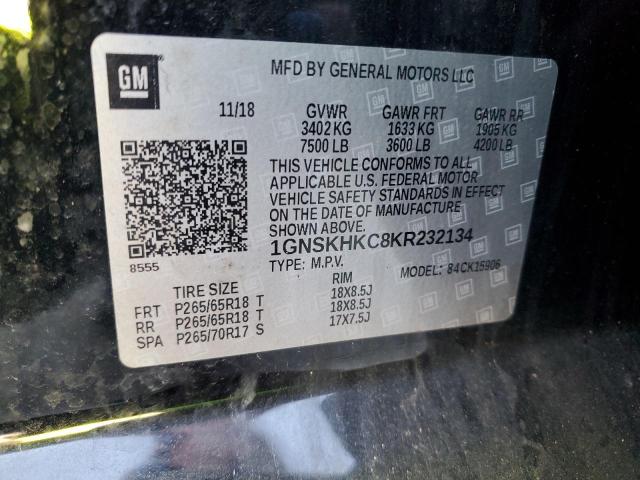 GM
MFD BY GENERAL MOTORS LLC
11/18 GVWR GAWR FRT GAWR RR
3402 KG 1633 KG 1905 KG
7500 LB 3600 LB 4200 LB
THIS VEHICLE CONFORMS TO ALL
APPLICABLE U.S. FEDERAL MOTOR
VEHICLE SAFETY STANDARDS IN EFFECT
ON THE DATE OF MANUFACTURE
SHOWN ABOVE.
1GNSKHKC8KR232134
8555
TYPE: M.P.V. MODEL: 84CK15906
TIRE SIZE RIM
FRT P265/65R18 T 18X8.5J
RR P265/65R18 T 18X8.5J
SPA P265/70R17 S 17X7.5J